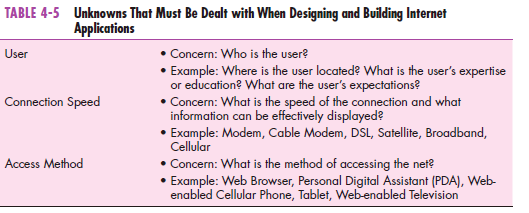 TABLE 4-5 Unknowns That Must Be Dealt with When Designing and Building Internet
Applications
User
• Concern: Who is the user?
• Example: Where is the user located? What is the user's expertise
or education? What are the user's expectations?
Connection Speed
• Concern: What is the speed of the connection and what
information can be effectively displayed?
• Example: Modem, Cable Modem, DSL, Satellite, Broadband,
Cellular
Access Method
• Concern: What is the method of accessing the net?
• Example: Web Browser, Personal Digital Assistant (PDA), Web-
enabled Cellular Phone, Tablet, Web-enabled Television